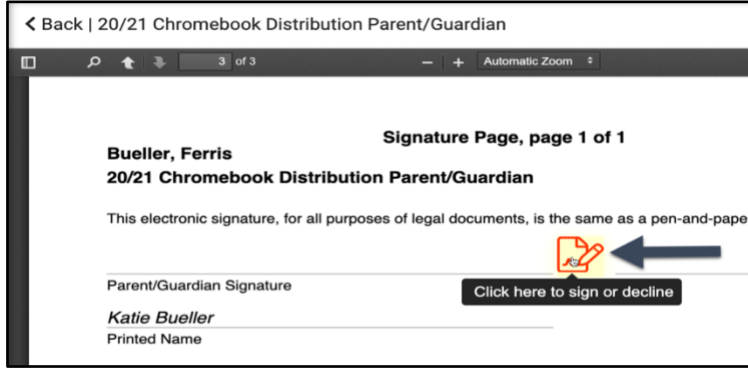 Back | 20/21 Chromebook Distribution Parent/Guardian
3 of 3 Automatic Zoom
Signature Page, page 1 of 1
Bueller, Ferris
20/21 Chromebook Distribution Parent/Guardian
This electronic signature, for all purposes of legal documents, is the same as a pen-and-pape
Parent/Guardian Signature
Click here to sign or decline
Katie Bueller
Printed Name